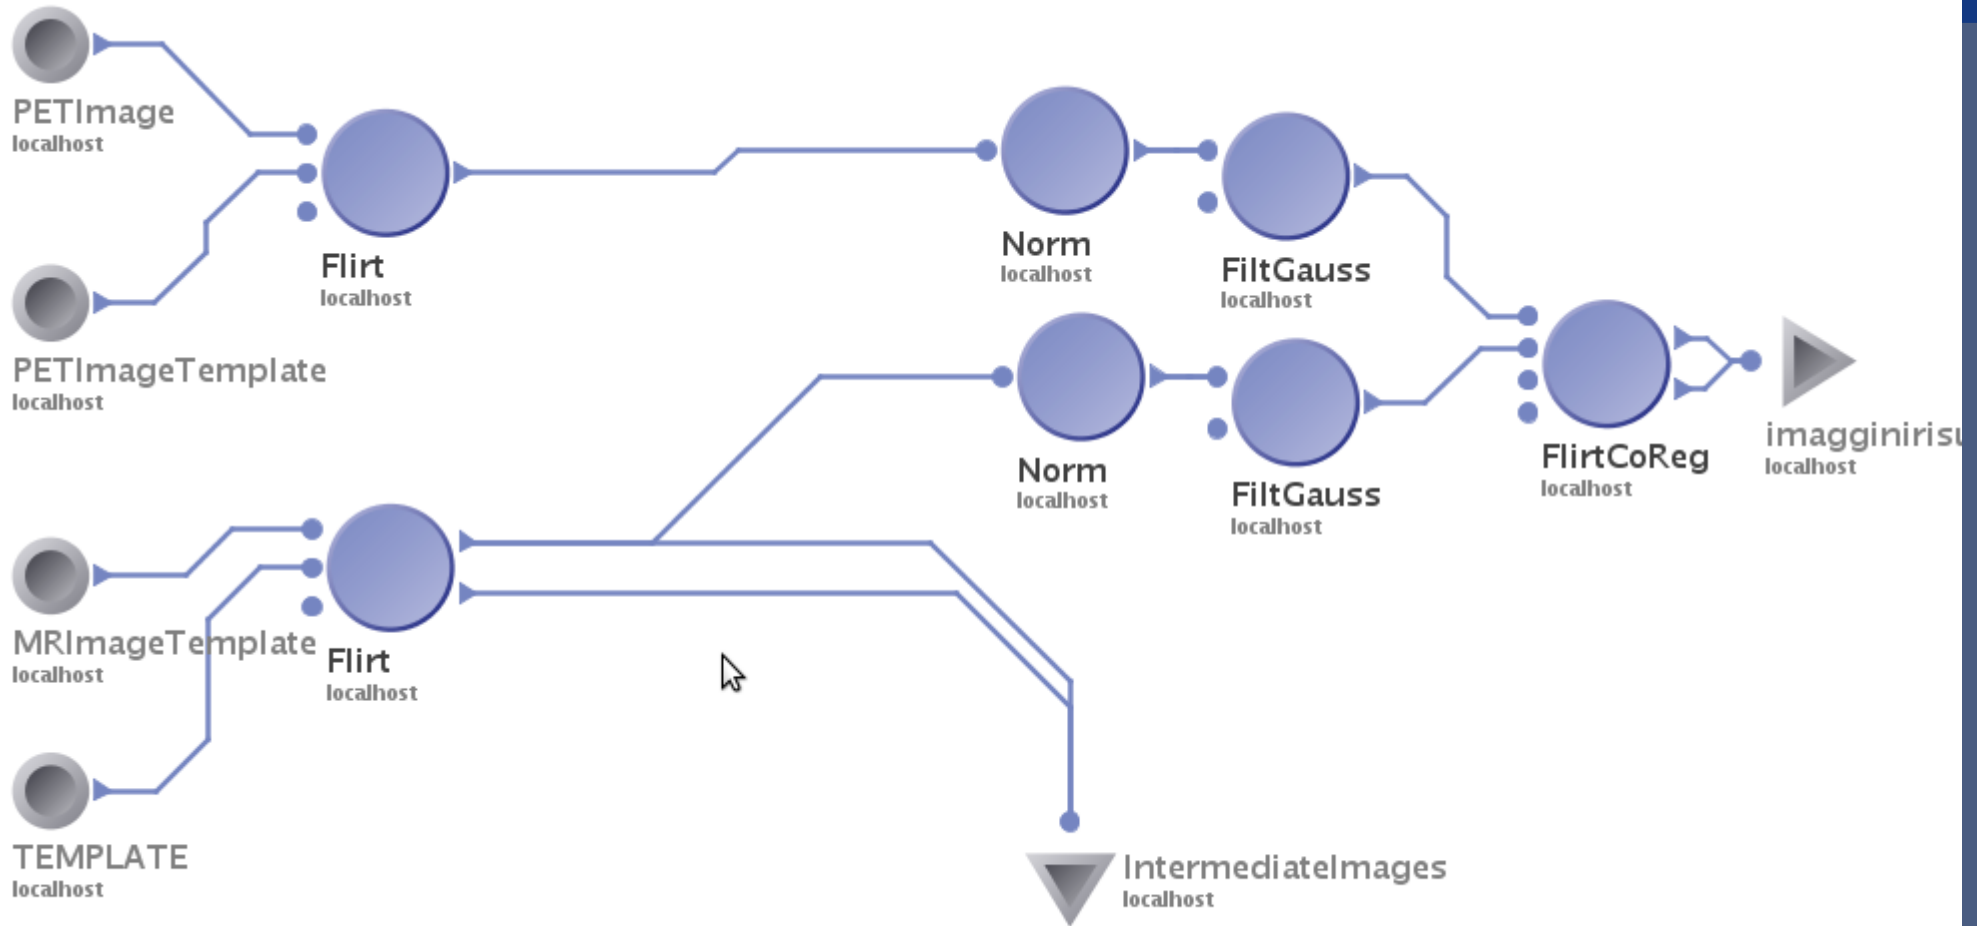 PETImage
localhost
Flirt
localhost
Norm
localhost
FiltGauss
localhost
PETImageTemplate
localhost
Norm
localhost
FiltGauss
localhost
FlirtCoReg
localhost
imagginirisu
localhost
MRImageTemplate
localhost
Flirt
localhost
TEMPLATE
localhost
IntermediateImages
localhost